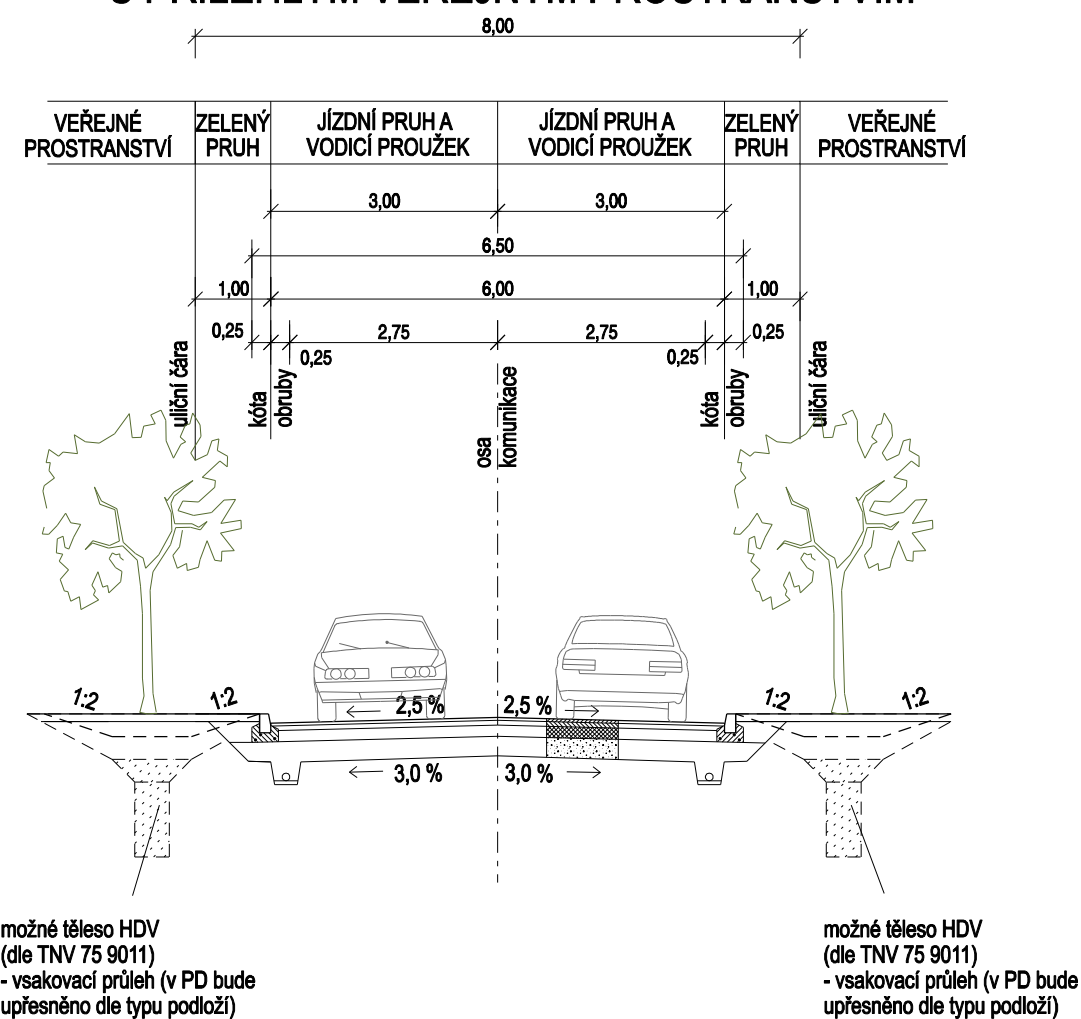 S PŘILEHLÝM VEŘEJNÝM PROSTRANSTVÍM
8,00
VEŘEJNÉ
PROSTRANSTVÍ
ZELENÝ
PRUH
JÍZDNÍ PRUH A
VODICÍ PROUŽEK
JÍZDNÍ PRUH A
VODICÍ PROUŽEK
ZELENÝ
PRUH
VEŘEJNÉ
PROSTRANSTVÍ
3,00
3,00
6,50
1,00
6,00
1,00
0,25
2,75
2,75
0,25
0,25
0,25
uliční čára
kóta
obruby
osa
komunikace
kóta
obruby
uliční čára
1:2
1:2
2,5 %
2,5 %
1:2
1:2
3,0 %
3,0 %
možné těleso HDV
(dle TNV 75 9011)
- vsakovací průleh (v PD bude
upřesněno dle typu podloží)
možné těleso HDV
(dle TNV 75 9011)
- vsakovací průleh (v PD bude
upřesněno dle typu podloží)